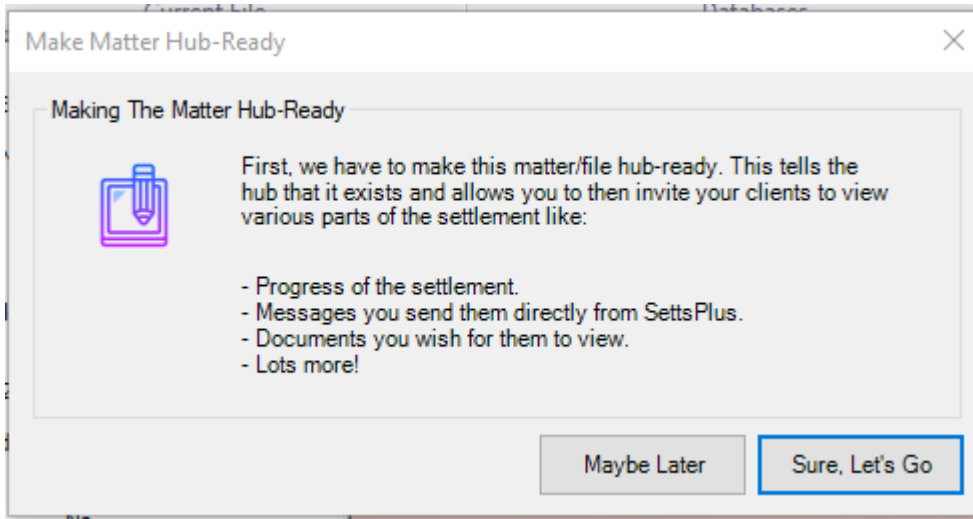 Current File
Databases
Make Matter Hub-Ready
Making The Matter Hub-Ready
First, we have to make this matter/file hub-ready. This tells the
hub that it exists and allows you to then invite your clients to view
various parts of the settlement like:
- Progress of the settlement.
- Messages you send them directly from SettsPlus.
- Documents you wish for them to view.
- Lots more!
Maybe Later
Sure, Let's Go